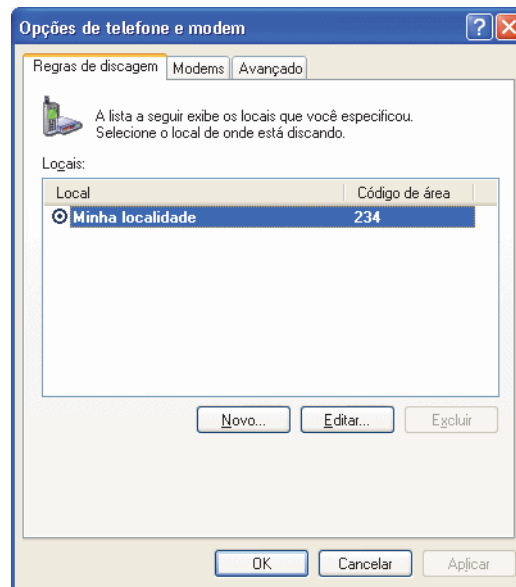 Opções de telefone e modem
Regras de discagem Modems Avançado
A lista a seguir exibe os locais que você especificou.
Selecione o local de onde está discando.
Locais:
Local Código de área
Minha localidade 234
Novo... Editar... Excluir
OK Cancelar Aplicar